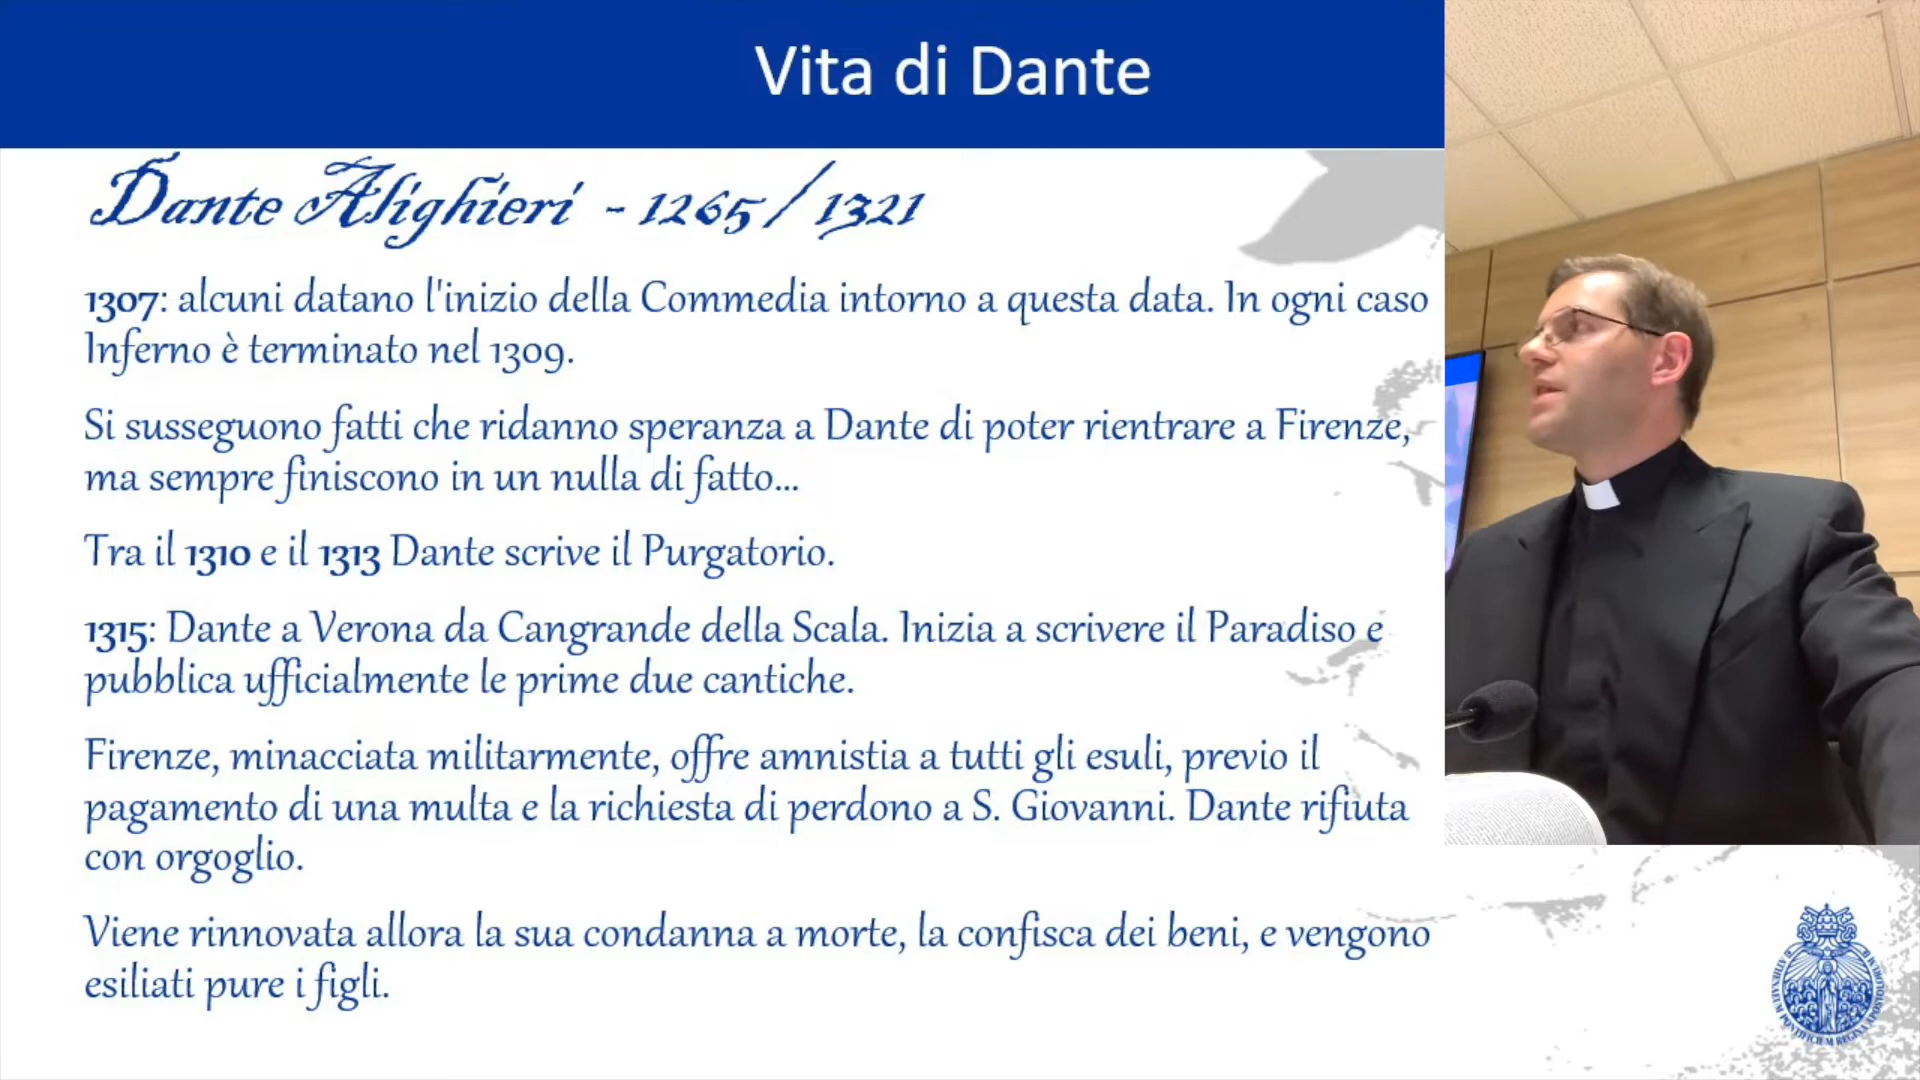 Vita di Dante
Dante Alighieri - 1265/1321
1307: alcuni datano l'inizio della Commedia intorno a questa data. In ogni caso
Inferno è terminato nel 1309.
Si susseguono fatti che ridanno speranza a Dante di poter rientrare a Firenze,
ma sempre finiscono in un nulla di fatto...
Tra il 1310 e il 1313 Dante scrive il Purgatorio.
1315: Dante a Verona da Cangrande della Scala. Inizia a scrivere il Paradiso e
pubblica ufficialmente le prime due cantiche.
Firenze, minacciata militarmente, offre amnistia a tutti gli esuli, previo il
pagamento di una multa e la richiesta di perdono a S. Giovanni. Dante rifiuta
con orgoglio.
Viene rinnovata allora la sua condanna a morte, la confisca dei beni, e vengono
esiliati pure i figli.
ATHENAEUM PONTIFICIUM REGINA APOSTOLORUM